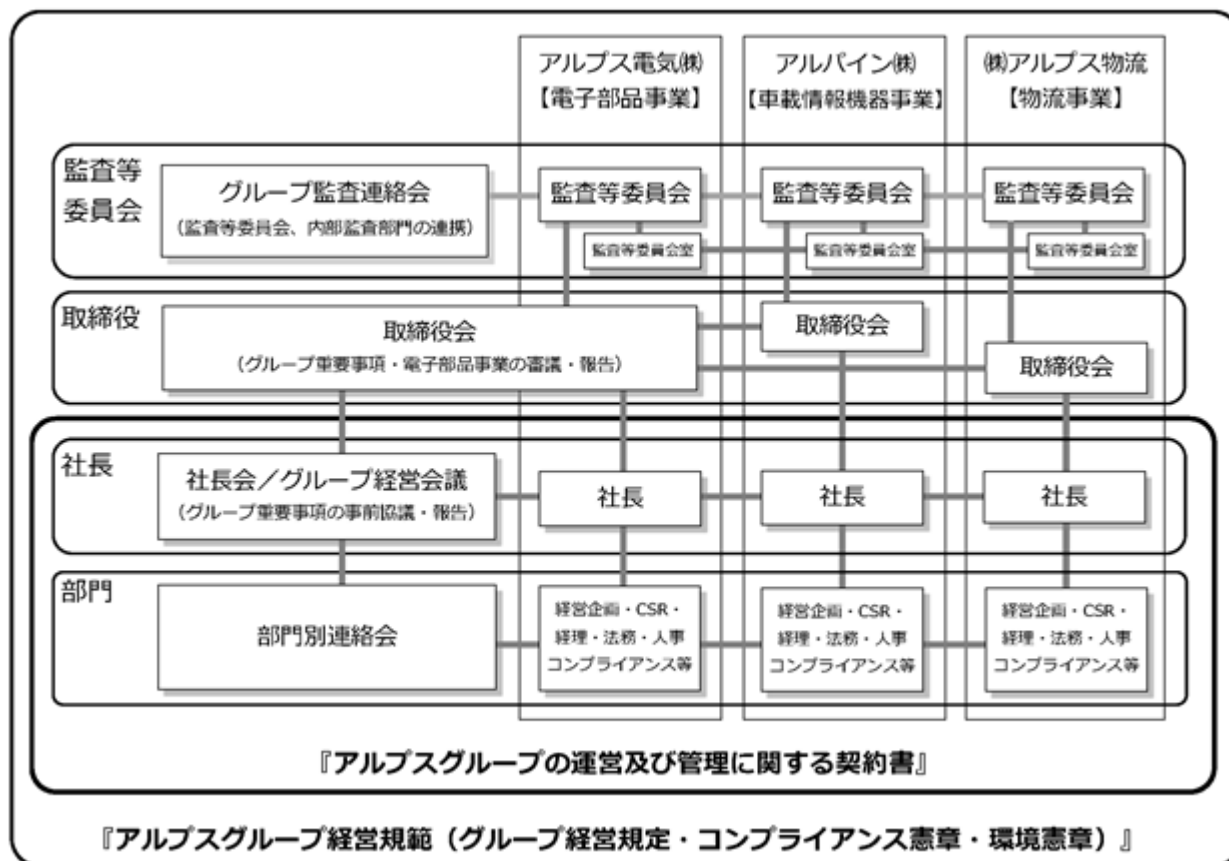 アルプス電気㈱
【電子部品事業】
アルパイン㈱
【車載情報機器事業】
㈱アルプス物流
【物流事業】
監査等
委員会
グループ監査連絡会
（監査等委員会、内部監査部門の連携）
監査等委員会
監査等委員会
監査等委員会
監査等委員会室
監査等委員会室
監査等委員会室
取締役
取締役会
（グループ重要事項・電子部品事業の審議・報告）
取締役会
取締役会
社長
社長会／グループ経営会議
（グループ重要事項の事前協議・報告）
社長
社長
社長
部門
部門別連絡会
経営企画・CSR・
経理・法務・人事
コンプライアンス等
経営企画・CSR・
経理・法務・人事
コンプライアンス等
経営企画・CSR・
経理・法務・人事
コンプライアンス等
『アルプスグループの運営及び管理に関する契約書』
『アルプスグループ経営規範（グループ経営規定・コンプライアンス憲章・環境憲章）』